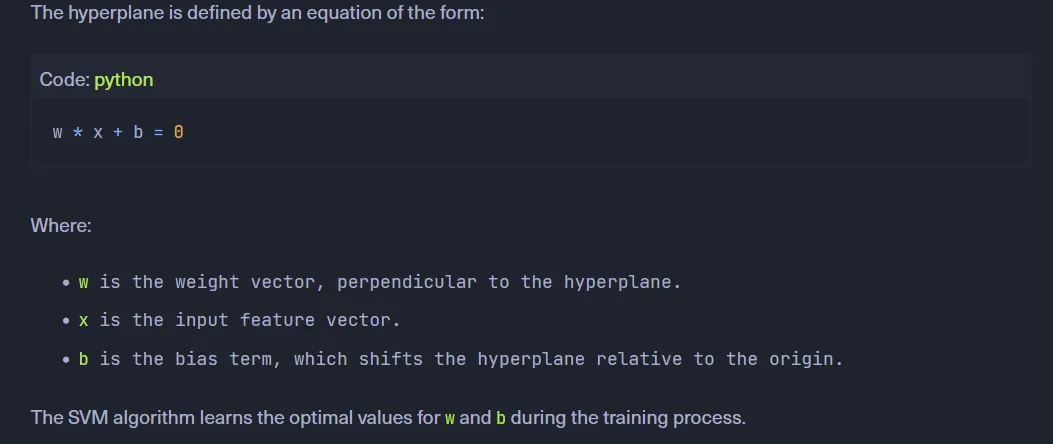 The hyperplane is defined by an equation of the form:
Code: python
w * x + b = 0
Where:
• w is the weight vector, perpendicular to the hyperplane.
• x is the input feature vector.
• b is the bias term, which shifts the hyperplane relative to the origin.
The SVM algorithm learns the optimal values for w and b during the training process.